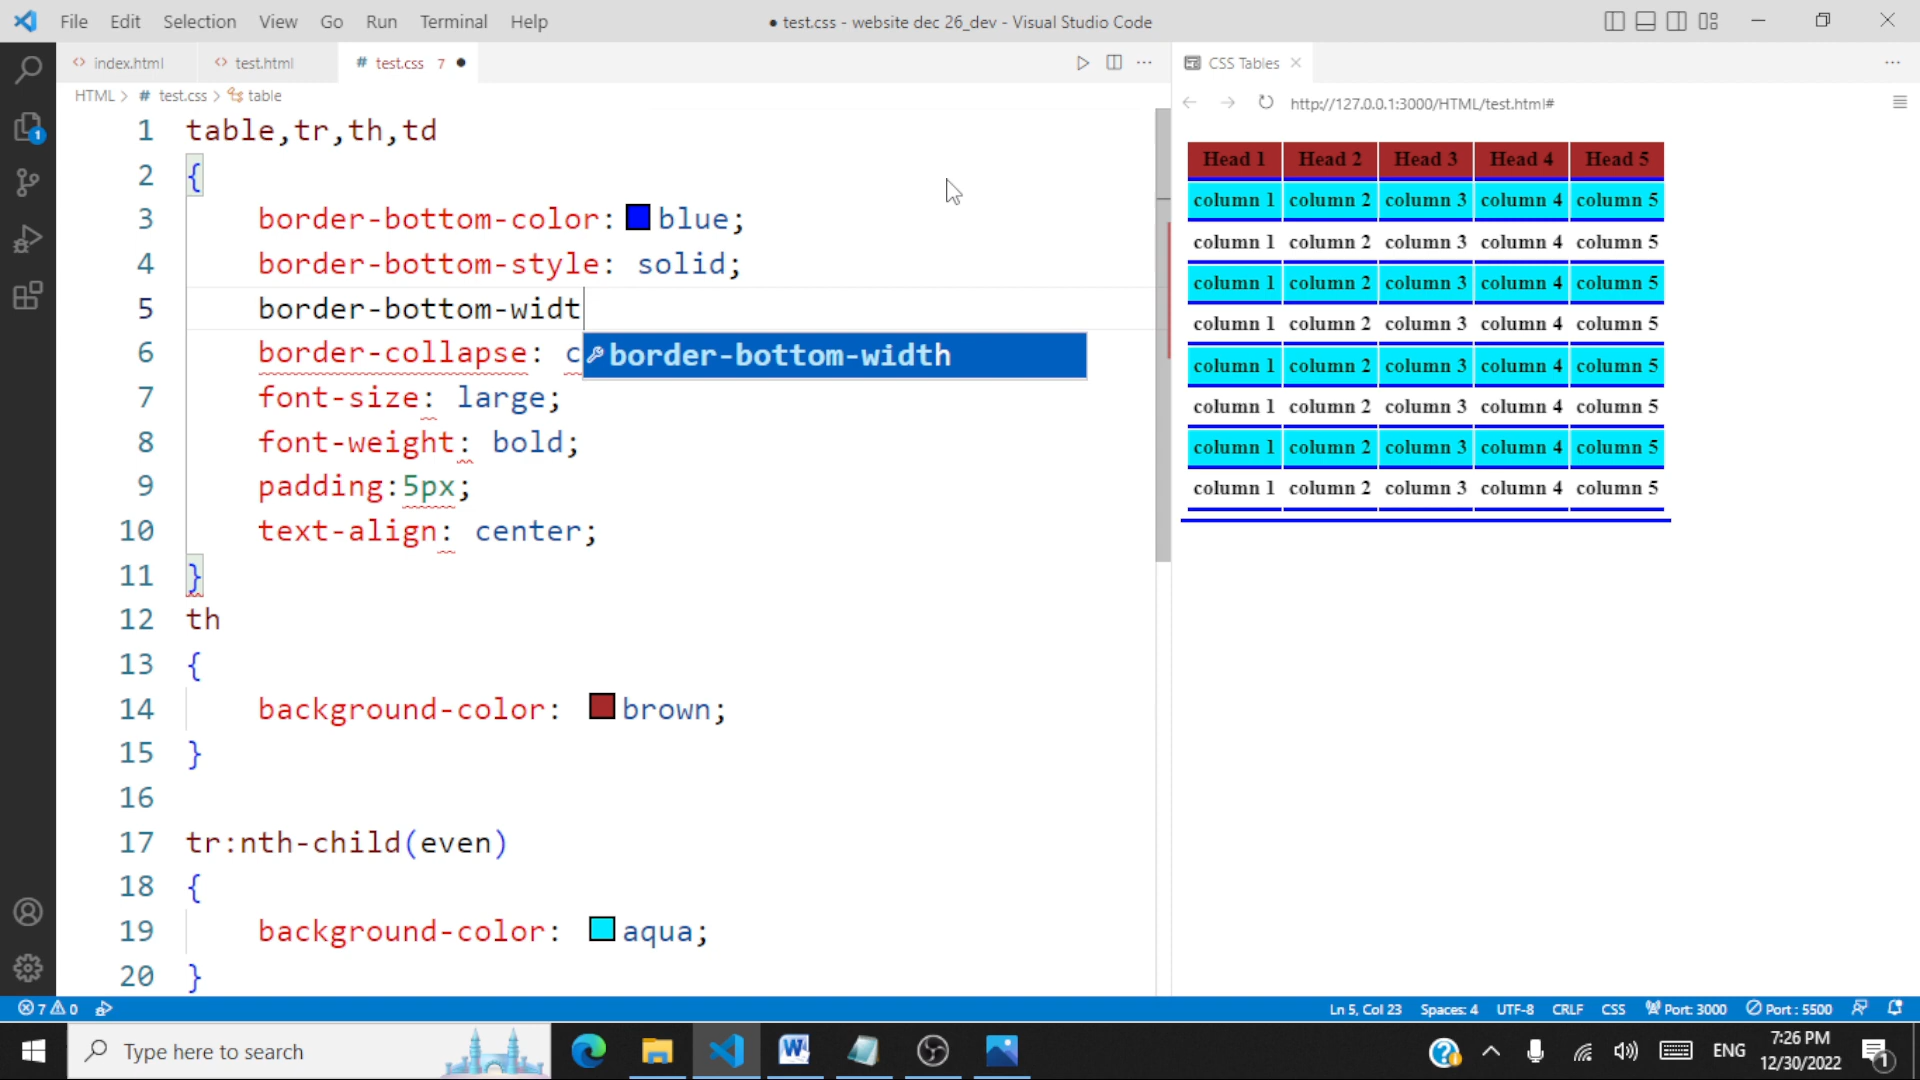 File Edit Selection View Go Run Terminal Help
● test.css - website dec 26_dev - Visual Studio Code
<> index.html <> test.html # test.css 7 ●
CSS Tables
HTML > # test.css > table
http://127.0.0.1:3000/HTML/test.html#
1 table,tr,th,td
2 {
3 border-bottom-color: blue;
4 border-bottom-style: solid;
5 border-bottom-widt
6 border-collapse: c
border-bottom-width
7 font-size: large;
8 font-weight: bold;
9 padding:5px;
10 text-align: center;
11 }
12 th
13 {
14 background-color: brown;
15 }
16
17 tr:nth-child(even)
18 {
19 background-color: aqua;
20 }
Head 1 Head 2 Head 3 Head 4 Head 5
column 1 column 2 column 3 column 4 column 5
column 1 column 2 column 3 column 4 column 5
column 1 column 2 column 3 column 4 column 5
column 1 column 2 column 3 column 4 column 5
column 1 column 2 column 3 column 4 column 5
column 1 column 2 column 3 column 4 column 5
column 1 column 2 column 3 column 4 column 5
column 1 column 2 column 3 column 4 column 5
1
7 0
Ln 5, Col 23 Spaces: 4 UTF-8 CRLF CSS Port: 3000 Port : 5500
Type here to search
ENG
7:26 PM
12/30/2022
1